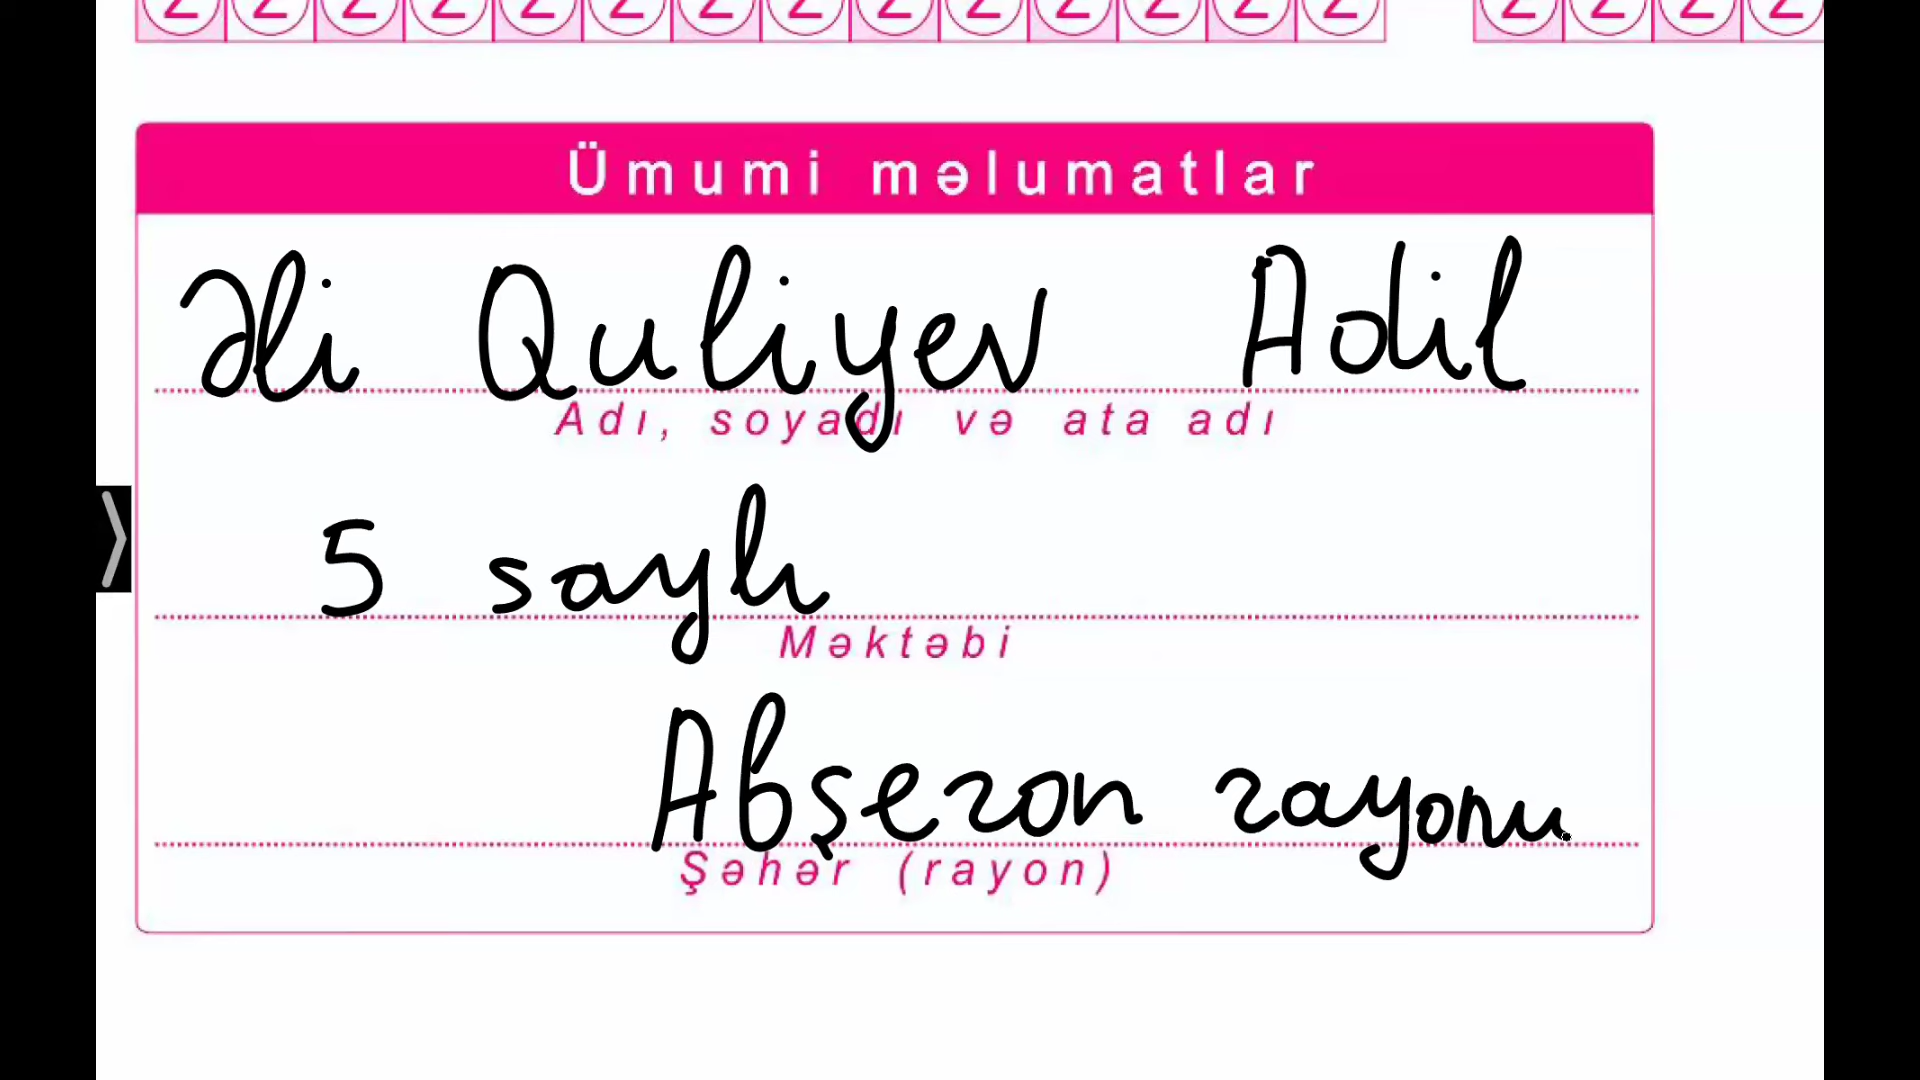 Z Z Z Z Z Z Z Z Z Z Z Z Z Z Z Z Z Z
Ümumi məlumatlar
Əli Quliyev Adil
Adı, soyadı və ata adı
5 saylı
Məktəbi
Abşeron rayonu
Şəhər (rayon)